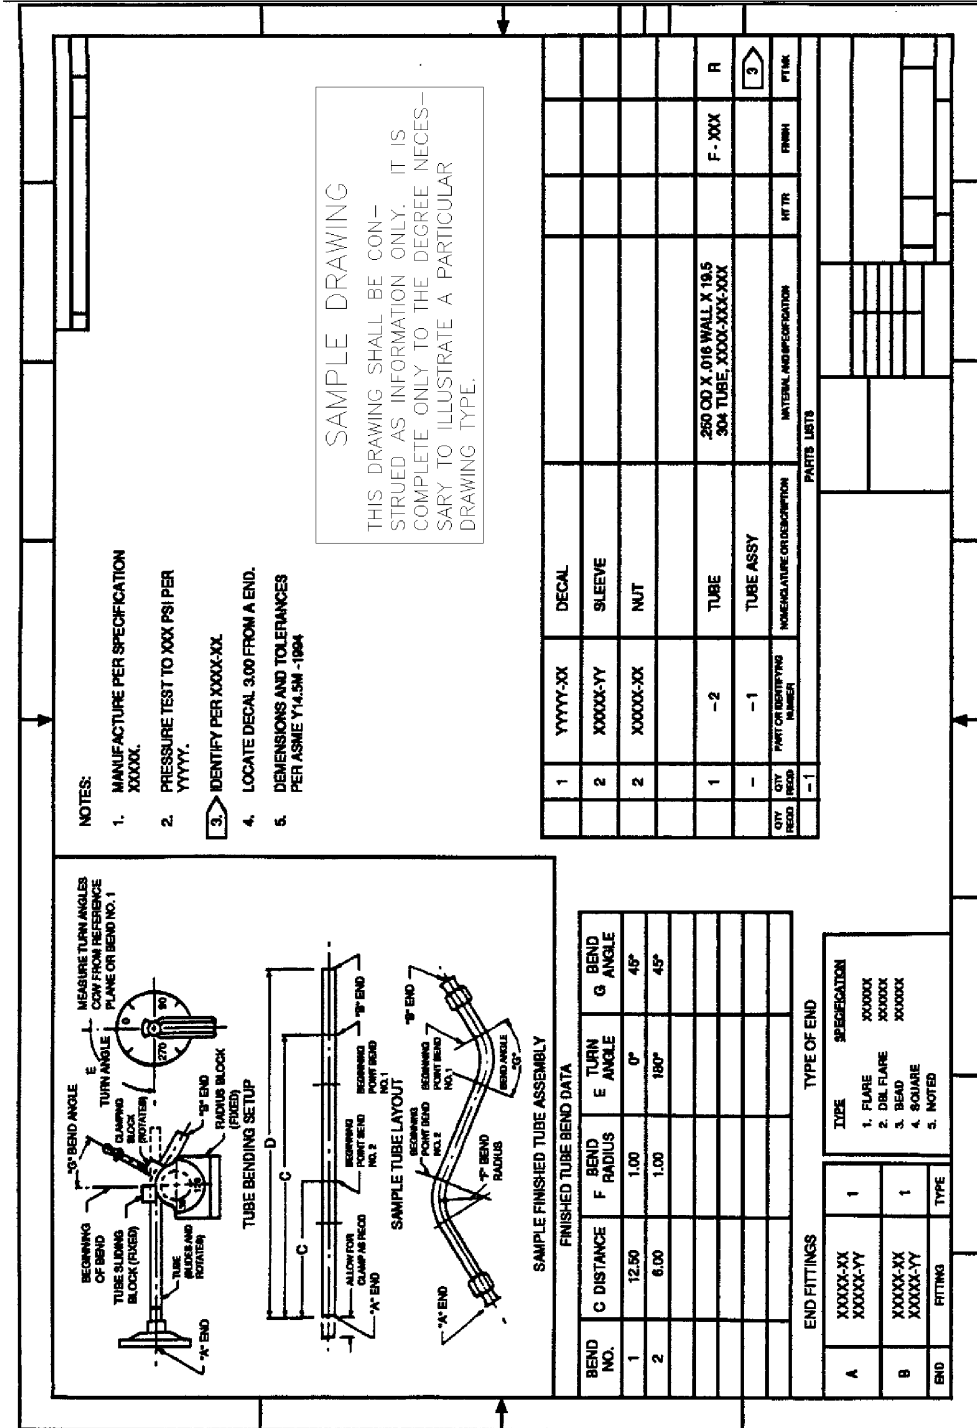 "G" BEND ANGLE
BEGINNING
OF BEND
TUBE SLIDING
BLOCK (FIXED)
CLAMPING
BLOCK
(ROTATES)
TUBE
(SLIDES AND
ROTATES)
"A" END
"B" END
RADIUS BLOCK
(FIXED)
'E'
TURN ANGLE
MEASURE TURN ANGLES
CCW FROM REFERENCE
PLANE OR BEND NO. 1
0
90
270
TUBE BENDING SETUP
D
C
C
ALLOW FOR
CLAMP AS REQD
"A" END
BEGINNING
POINT BEND
NO. 2
BEGINNING
POINT BEND
NO. 1
"B" END
SAMPLE TUBE LAYOUT
BEGINNING
POINT BEND
NO. 2
BEGINNING
POINT BEND
NO. 1
"B" END
BEND ANGLE
"G"
"F" BEND
RADIUS
"A" END
SAMPLE FINISHED TUBE ASSEMBLY
FINISHED TUBE BEND DATA
BEND NO. C DISTANCE F BEND RADIUS E TURN ANGLE G BEND ANGLE
1 12.50 1.00 0° 45°
2 6.00 1.00 180° 45°
END FITTINGS TYPE OF END
A XXXXX-XX 1
XXXXX-YY
B XXXXX-XX 1
XXXXX-YY
END FITTING TYPE
TYPE SPECIFICATION
1. FLARE XXXXXX
2. DBL FLARE XXXXXX
3. BEAD XXXXXX
4. SQUARE
5. NOTED
NOTES:
1. MANUFACTURE PER SPECIFICATION
XXXXX.
2. PRESSURE TEST TO XXX PSI PER
YYYYY.
3. IDENTIFY PER XXXX-XX.
4. LOCATE DECAL 3.00 FROM A END.
5. DEMENSIONS AND TOLERANCES
PER ASME Y14.5M -1994
SAMPLE DRAWING
THIS DRAWING SHALL BE CON–
STRUED AS INFORMATION ONLY. IT IS
COMPLETE ONLY TO THE DEGREE NECES–
SARY TO ILLUSTRATE A PARTICULAR
DRAWING TYPE.
1 YYYYY-XX DECAL
2 XXXXX-YY SLEEVE
2 XXXXX-XX NUT
1 –2 TUBE .250 OD X .016 WALL X 19.5 F - XXX R
304 TUBE, XXXX-XXX-XXX
– –1 TUBE ASSY 3
QTY REQD QTY REQD PART OR IDENTIFYING NUMBER NOMENCLATURE OR DESCRIPTION MATERIAL AND SPECIFICATION HT TR FINISH PTMK
–1 PARTS LISTS